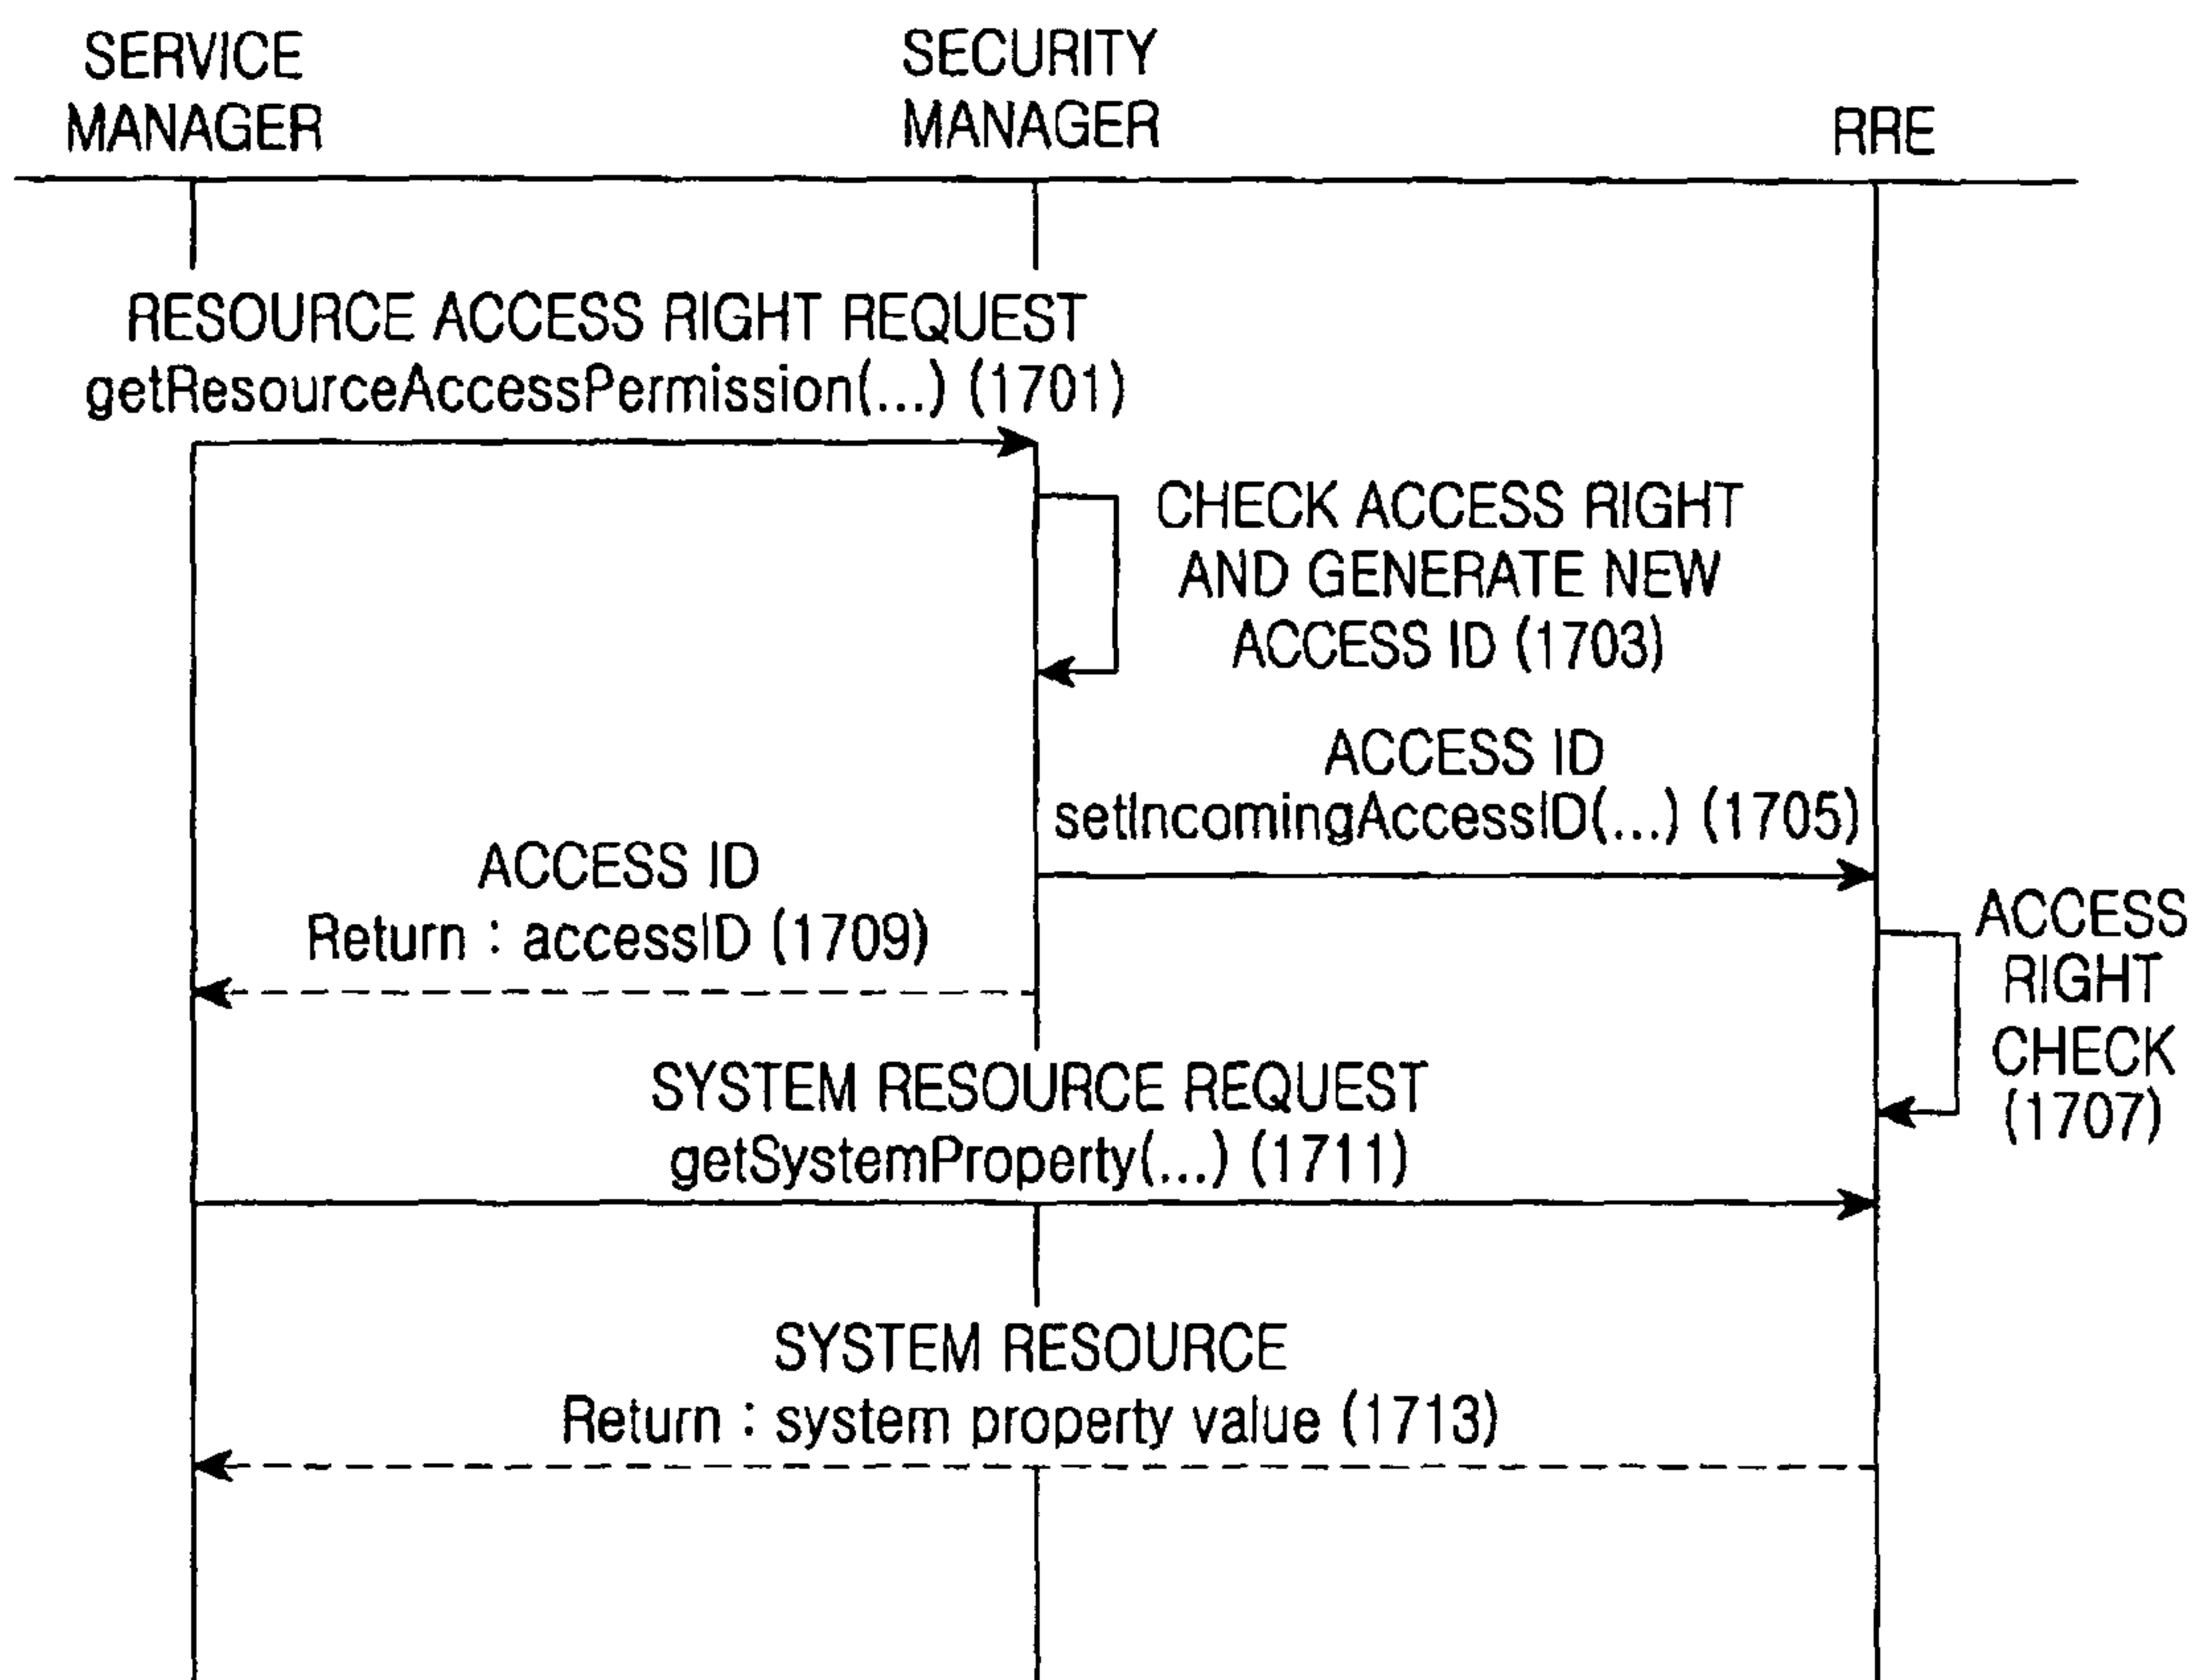 SERVICE
MANAGER
SECURITY
MANAGER
RRE
RESOURCE ACCESS RIGHT REQUEST
getResourceAccessPermission(...) (1701)
CHECK ACCESS RIGHT
AND GENERATE NEW
ACCESS ID (1703)
ACCESS ID
setIncomingAccessID(...) (1705)
ACCESS ID
Return : accessID (1709)
ACCESS
RIGHT
CHECK
(1707)
SYSTEM RESOURCE REQUEST
getSystemProperty(...) (1711)
SYSTEM RESOURCE
Return : system property value (1713)